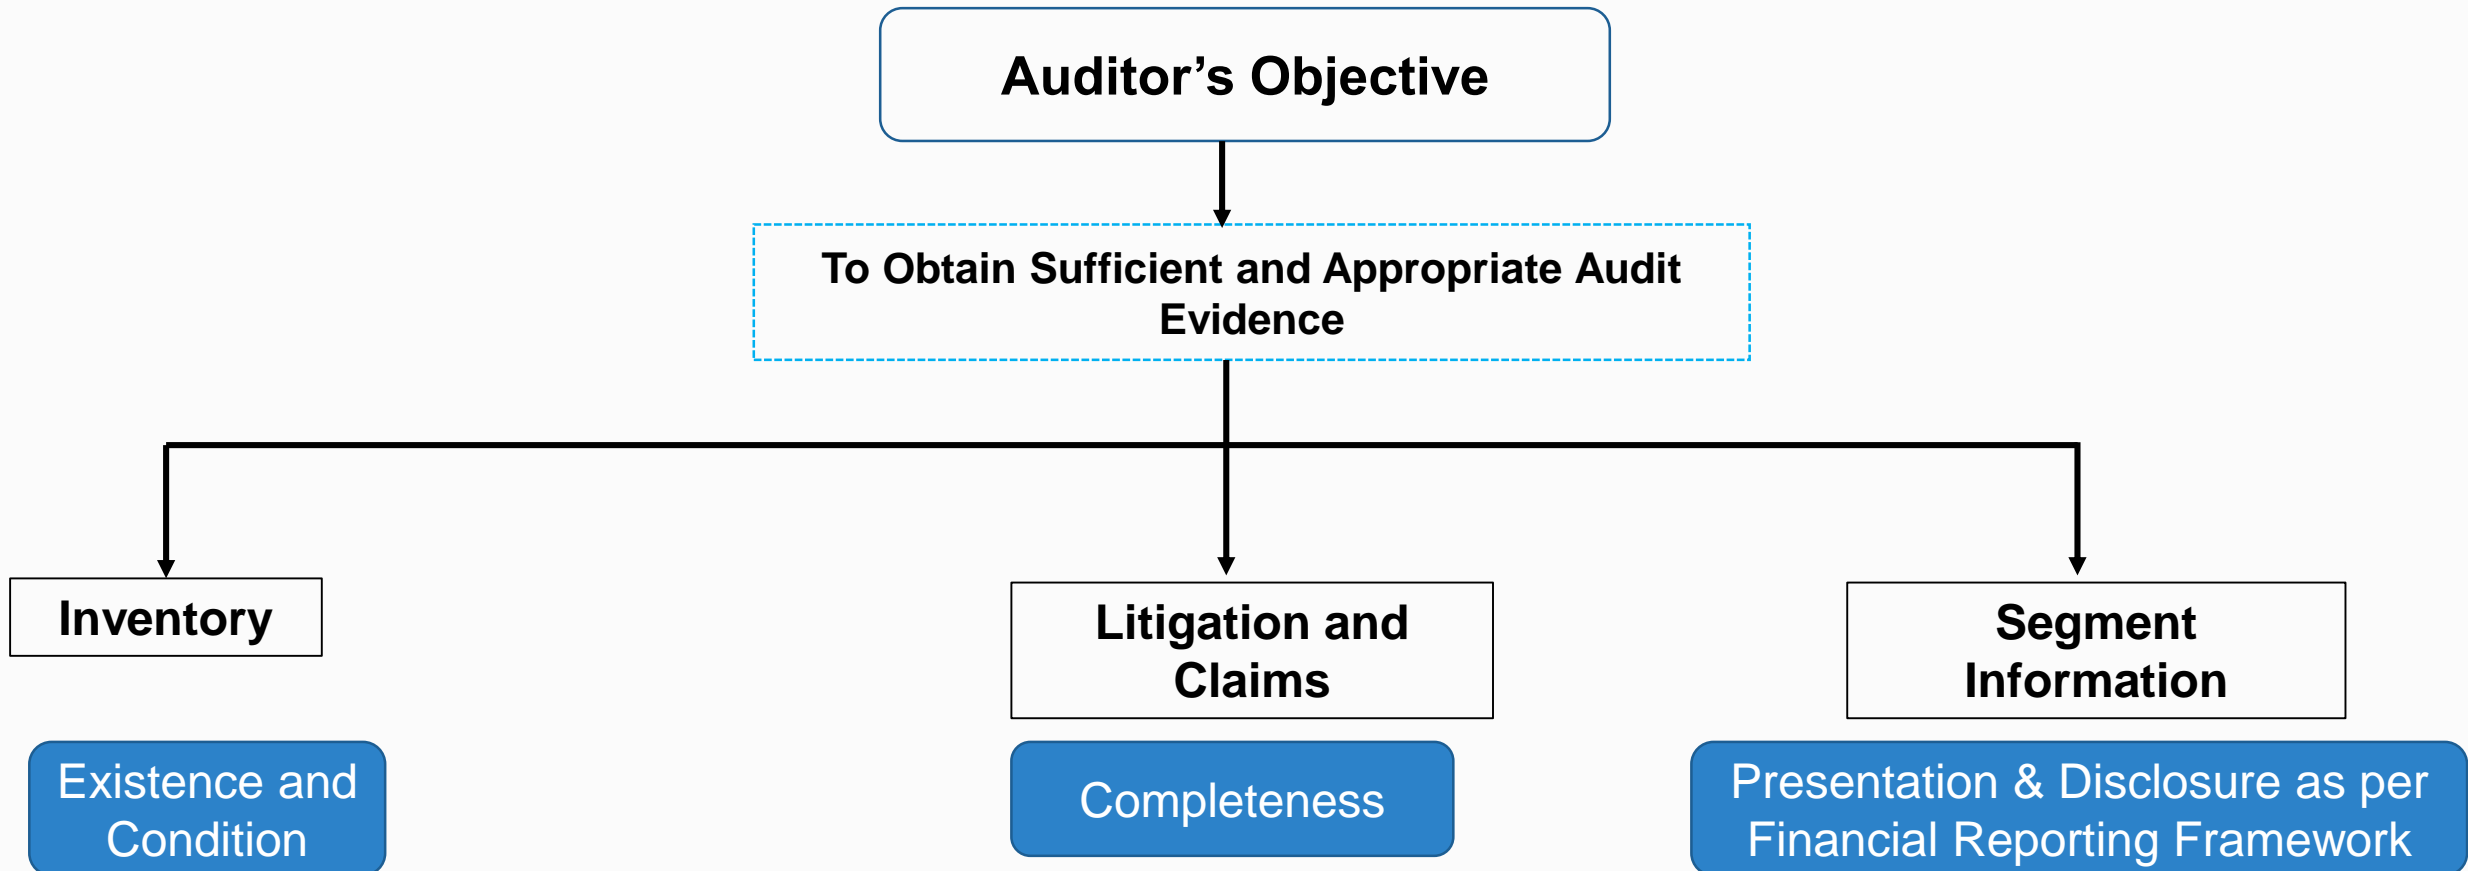 Auditor’s Objective
To Obtain Sufficient and Appropriate Audit
Evidence
Inventory
Litigation and
Claims
Segment
Information
Existence and
Condition
Completeness
Presentation & Disclosure as per
Financial Reporting Framework